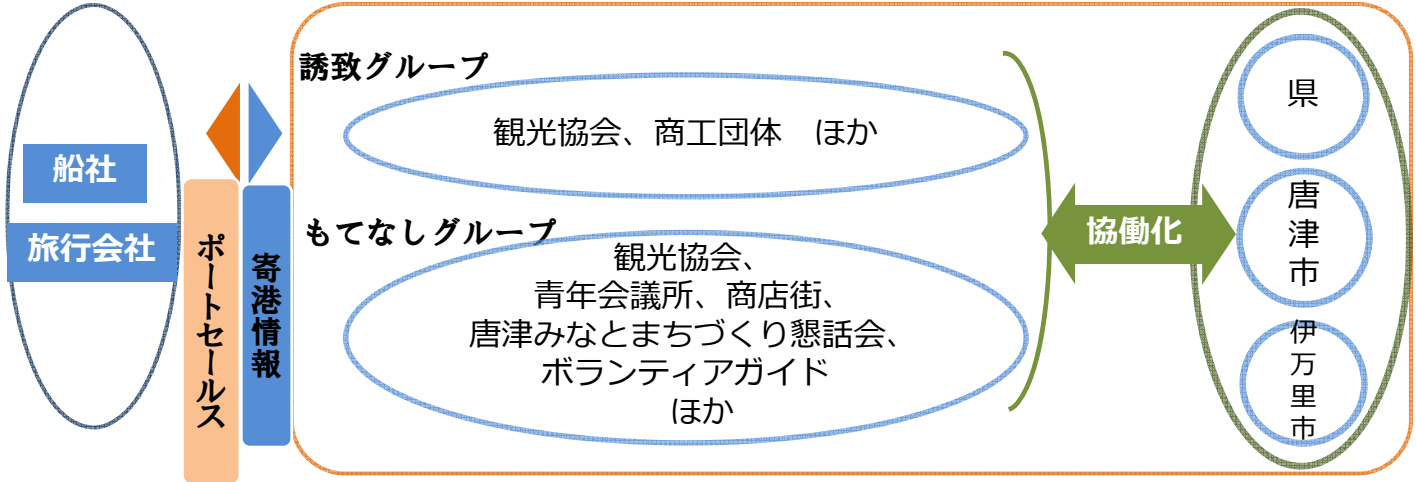 船社
旅行会社
ポートセールス
寄港情報
誘致グループ
観光協会、商工団体　ほか
もてなしグループ
観光協会、
青年会議所、商店街、
唐津みなとまちづくり懇話会、
ボランティアガイド
ほか
協働化
県
唐津市
伊万里市